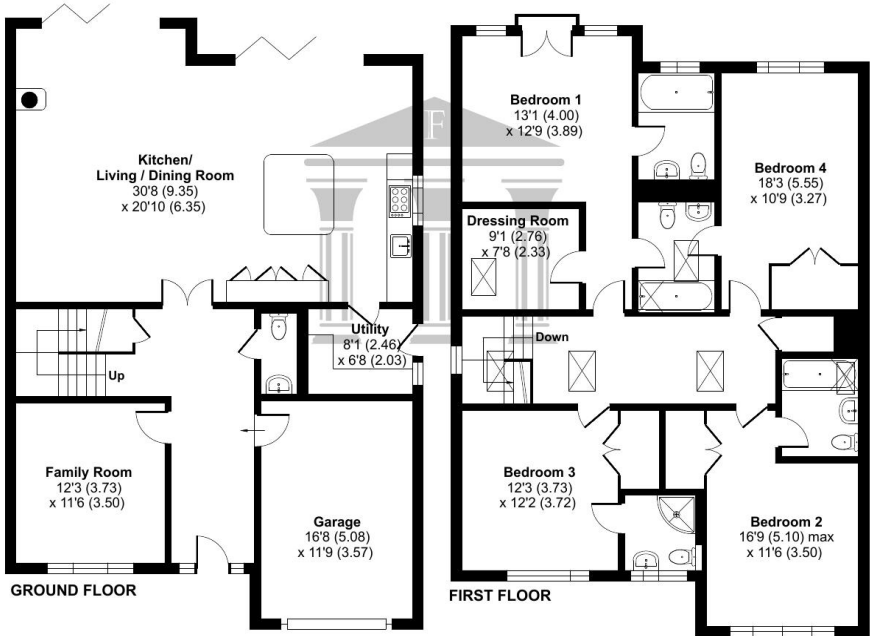 Kitchen/
Living / Dining Room
30'8 (9.35)
x 20'10 (6.35)
Utility
8'1 (2.46)
x 6'8 (2.03)
Up
Family Room
12'3 (3.73)
x 11'6 (3.50)
Garage
16'8 (5.08)
x 11'9 (3.57)
GROUND FLOOR
F
Bedroom 1
13'1 (4.00)
x 12'9 (3.89)
Bedroom 4
18'3 (5.55)
x 10'9 (3.27)
Dressing Room
9'1 (2.76)
x 7'8 (2.33)
Down
Bedroom 3
12'3 (3.73)
x 12'2 (3.72)
Bedroom 2
16'9 (5.10) max
x 11'6 (3.50)
FIRST FLOOR